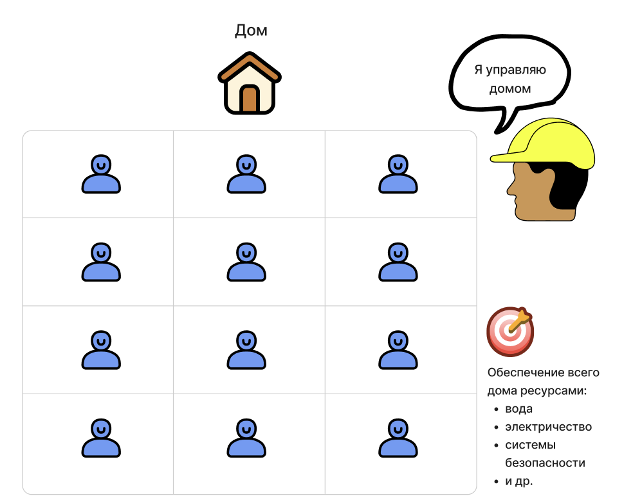 Дом
Я управляю
домом
Обеспечение всего
дома ресурсами:
• вода
• электричество
• системы
безопасности
• и др.